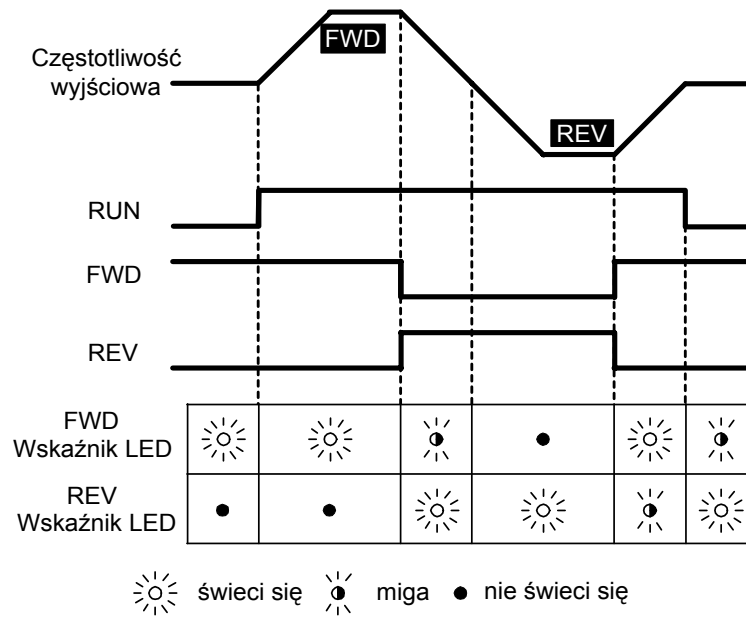 FWD
Częstotliwość
wyjściowa
REV
RUN
FWD
REV
FWD
Wskaźnik LED
REV
Wskaźnik LED
świeci się miga nie świeci się